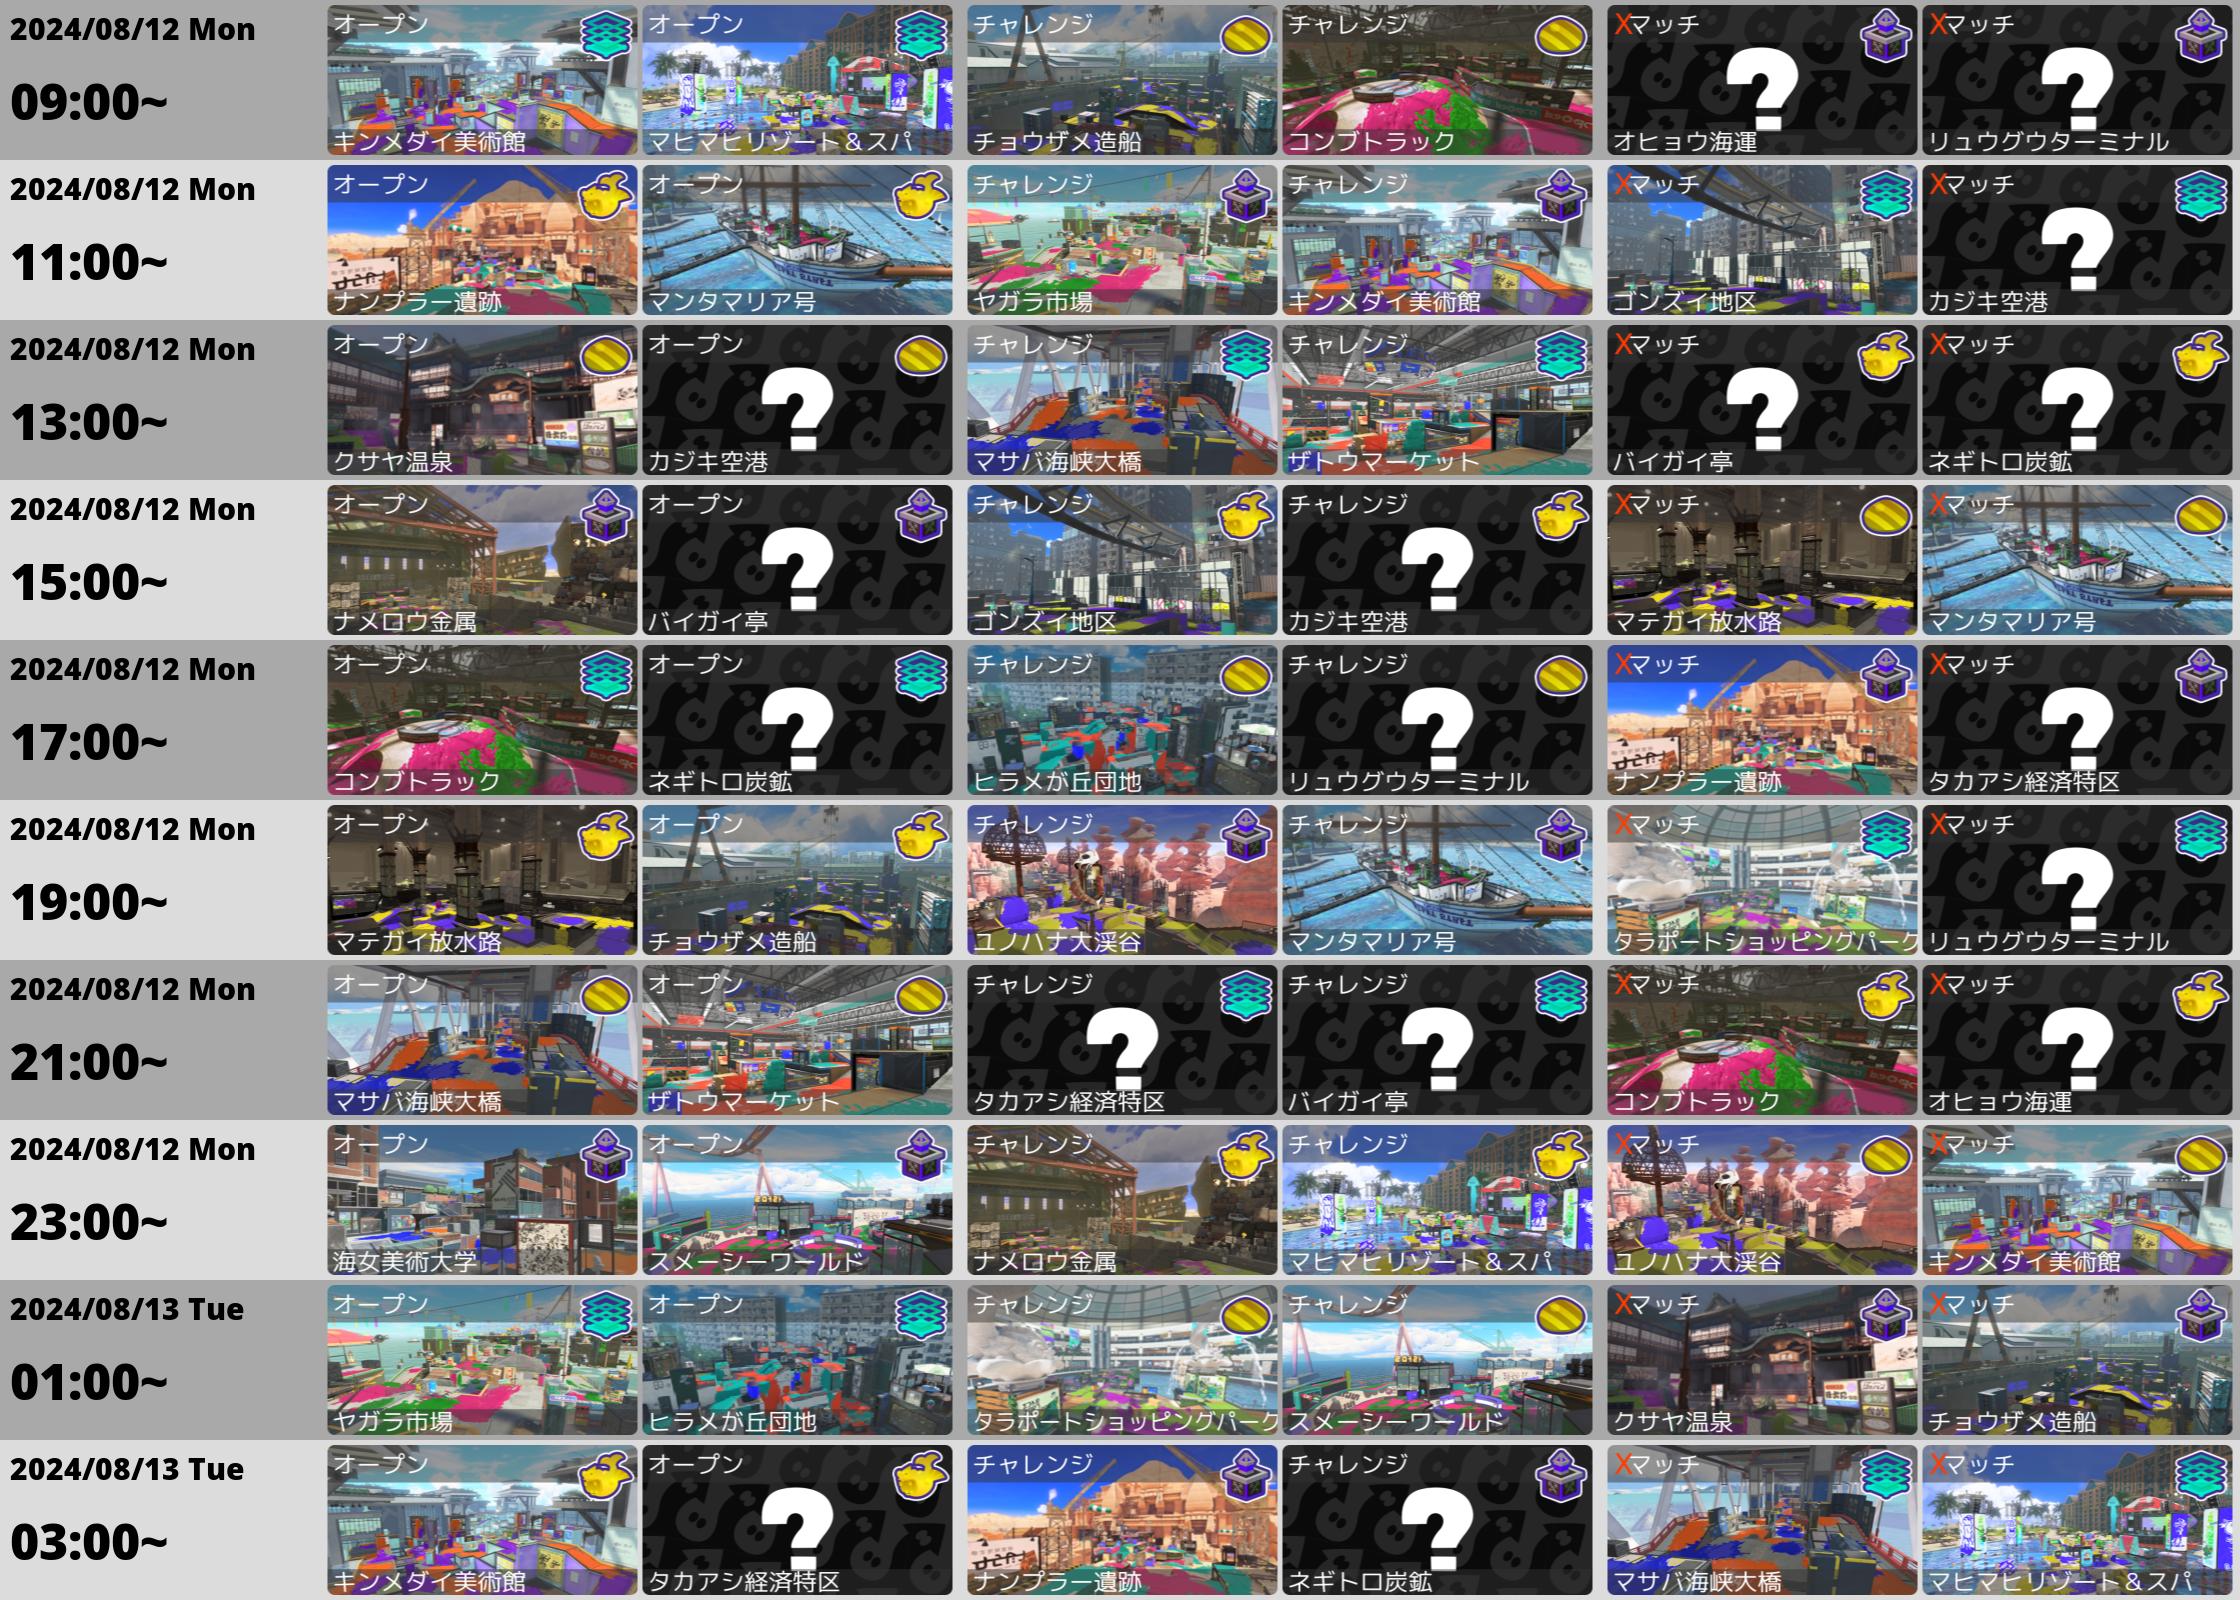 2024/08/12 Mon
09:00~
オープン
キンメダイ美術館
オープン
マヒマヒリゾート＆スパ
チャレンジ
チョウザメ造船
チャレンジ
コンブトラック
Xマッチ
オヒョウ海運
Xマッチ
リュウグウターミナル
2024/08/12 Mon
11:00~
オープン
ナンプラー遺跡
オープン
マンタマリア号
チャレンジ
ヤガラ市場
チャレンジ
キンメダイ美術館
Xマッチ
ゴンズイ地区
Xマッチ
カジキ空港
2024/08/12 Mon
13:00~
オープン
クサヤ温泉
オープン
カジキ空港
チャレンジ
マサバ海峡大橋
チャレンジ
ザトウマーケット
Xマッチ
バイガイ亭
Xマッチ
ネギトロ炭鉱
2024/08/12 Mon
15:00~
オープン
ナメロウ金属
オープン
バイガイ亭
チャレンジ
ゴンズイ地区
チャレンジ
カジキ空港
Xマッチ
マテガイ放水路
Xマッチ
マンタマリア号
2024/08/12 Mon
17:00~
オープン
コンブトラック
オープン
ネギトロ炭鉱
チャレンジ
ヒラメが丘団地
チャレンジ
リュウグウターミナル
Xマッチ
ナンプラー遺跡
Xマッチ
タカアシ経済特区
2024/08/12 Mon
19:00~
オープン
マテガイ放水路
オープン
チョウザメ造船
チャレンジ
ユノハナ大渓谷
チャレンジ
マンタマリア号
Xマッチ
タラポートショッピングパーク
Xマッチ
リュウグウターミナル
2024/08/12 Mon
21:00~
オープン
マサバ海峡大橋
オープン
ザトウマーケット
チャレンジ
タカアシ経済特区
チャレンジ
バイガイ亭
Xマッチ
コンブトラック
Xマッチ
オヒョウ海運
2024/08/12 Mon
23:00~
オープン
海女美術大学
オープン
スメーシーワールド
チャレンジ
ナメロウ金属
チャレンジ
マヒマヒリゾート＆スパ
Xマッチ
ユノハナ大渓谷
Xマッチ
キンメダイ美術館
2024/08/13 Tue
01:00~
オープン
ヤガラ市場
オープン
ヒラメが丘団地
チャレンジ
タラポートショッピングパーク
チャレンジ
スメーシーワールド
Xマッチ
クサヤ温泉
Xマッチ
チョウザメ造船
2024/08/13 Tue
03:00~
オープン
キンメダイ美術館
オープン
タカアシ経済特区
チャレンジ
ナンプラー遺跡
チャレンジ
ネギトロ炭鉱
Xマッチ
マサバ海峡大橋
Xマッチ
マヒマヒリゾート＆スパ